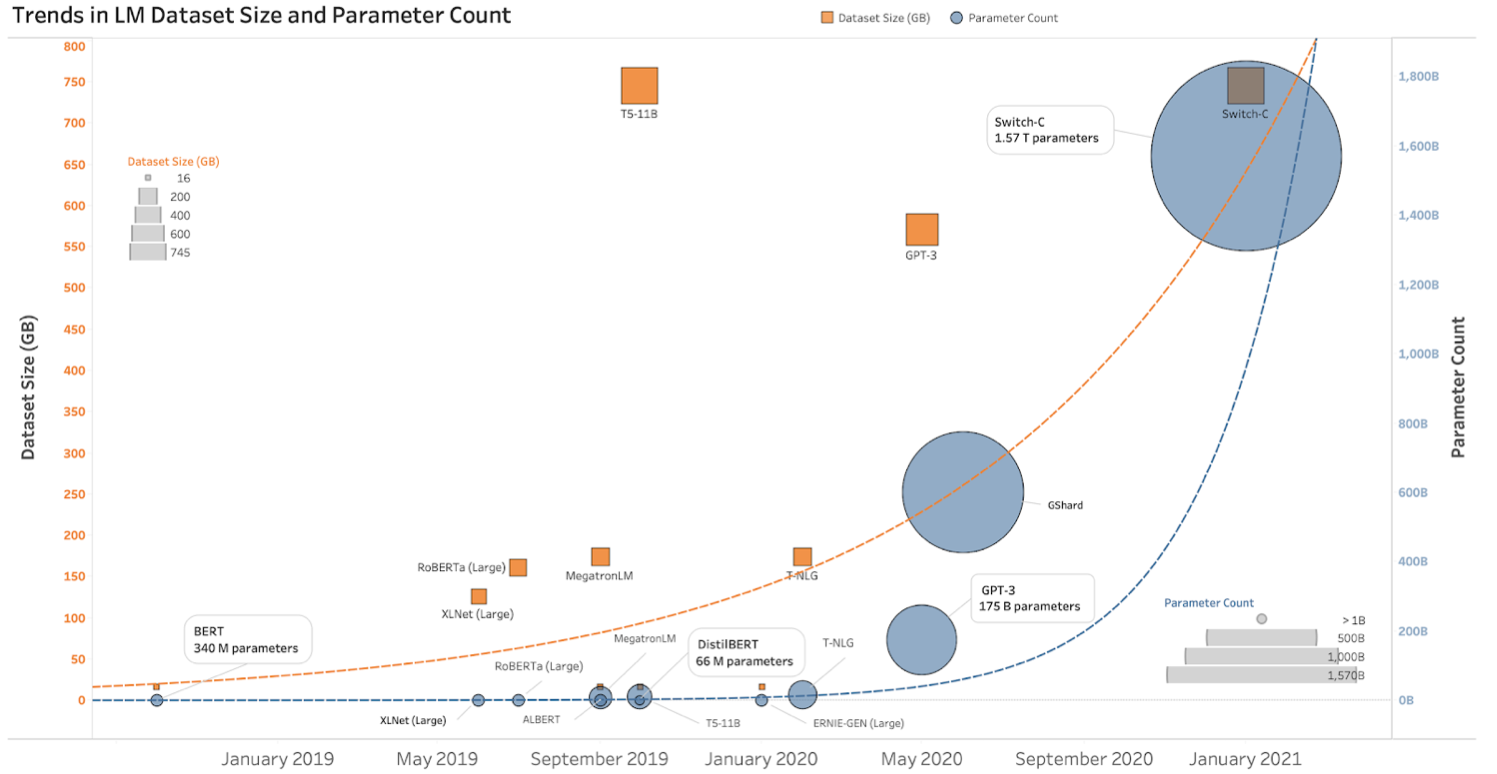 Trends in LM Dataset Size and Parameter Count
Dataset Size (GB)
Parameter Count
800
750
700
650
600
550
500
450
400
350
300
250
200
150
100
50
0
Dataset Size (GB)
1,800B
1,600B
1,400B
1,200B
1,000B
800B
600B
400B
200B
0B
Parameter Count
Dataset Size (GB)
16
200
400
600
745
T5-11B
Switch-C
1.57 T parameters
Switch-C
GPT-3
GShard
RoBERTa (Large)
XLNet (Large)
MegatronLM
T-NLG
GPT-3
175 B parameters
BERT
340 M parameters
MegatronLM
DistilBERT
66 M parameters
T-NLG
RoBERTa (Large)
XLNet (Large)
ALBERT
T5-11B
ERNIE-GEN (Large)
Parameter Count
> 1B
500B
1,000B
1,570B
January 2019
May 2019
September 2019
January 2020
May 2020
September 2020
January 2021